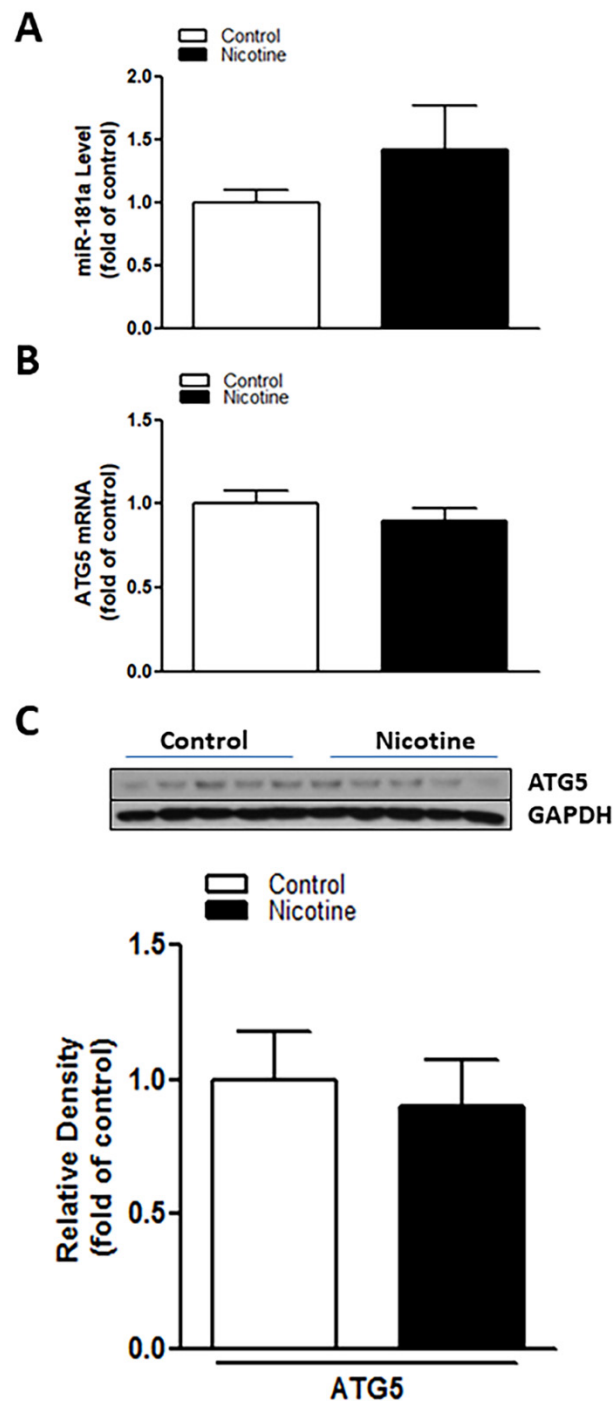 A
Control
Nicotine
2.0
1.5
1.0
0.5
0.0
miR-181a Level
(fold of control)
B
Control
Nicotine
1.5
1.0
0.5
0.0
ATG5 mRNA
(fold of control)
C
Control Nicotine
ATG5
GAPDH
Control
Nicotine
1.5
1.0
0.5
0.0
Relative Density
(fold of control)
ATG5